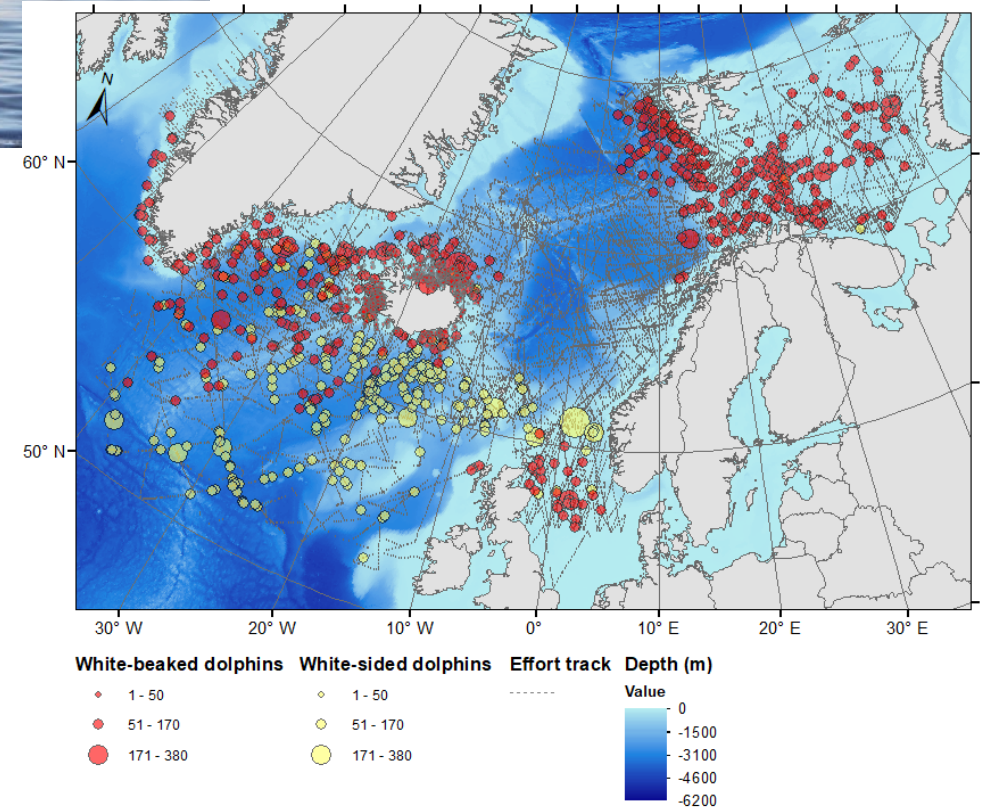 N
60° N
50° N
30° W 20° W 10° W 0° 10° E 20° E 30° E
White-beaked dolphins White-sided dolphins Effort track Depth (m)
Value
1 - 50 1 - 50 0
51 - 170 51 - 170 -1500
171 - 380 171 - 380 -3100
-4600
-6200